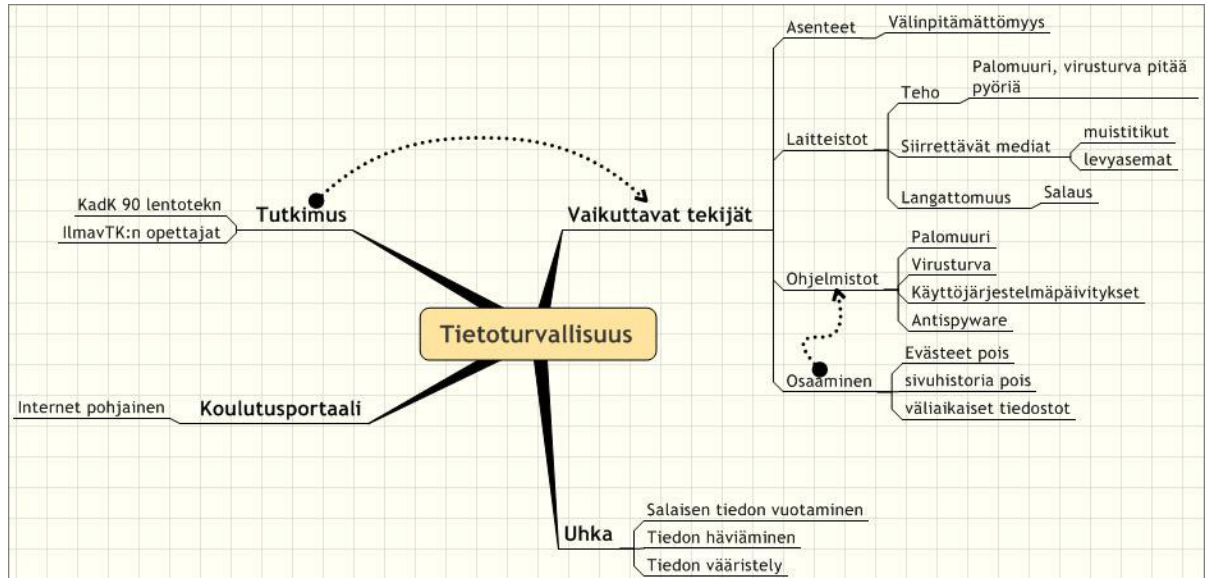 Tietoturvallisuus
Tutkimus
KadK 90 lentotekn
IlmavTK:n opettajat
Koulutusportaali
Internet pohjainen
Vaikuttavat tekijät
Asenteet
Välinpitämättömyys
Laitteistot
Teho
Palomuuri, virusturva pitää
pyöriä
Siirrettävät mediat
muistitikut
levyasemat
Langattomuus
Salaus
Ohjelmistot
Palomuuri
Virusturva
Käyttöjärjestelmäpäivitykset
Antispyware
Osaaminen
Evästeet pois
sivuhistoria pois
väliaikaiset tiedostot
Uhka
Salaisen tiedon vuotaminen
Tiedon häviäminen
Tiedon vääristely